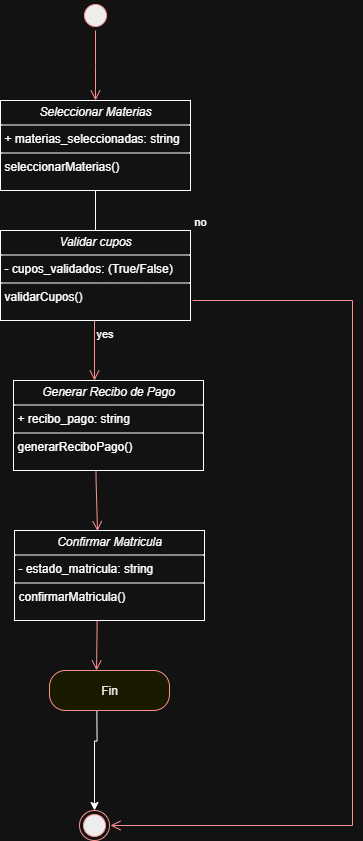 Seleccionar Materias
+ materias_seleccionadas: string
seleccionarMaterias()
no
Validar cupos
- cupos_validados: (True/False)
validarCupos()
yes
Generar Recibo de Pago
+ recibo_pago: string
generarReciboPago()
Confirmar Matricula
- estado_matricula: string
confirmarMatricula()
Fin